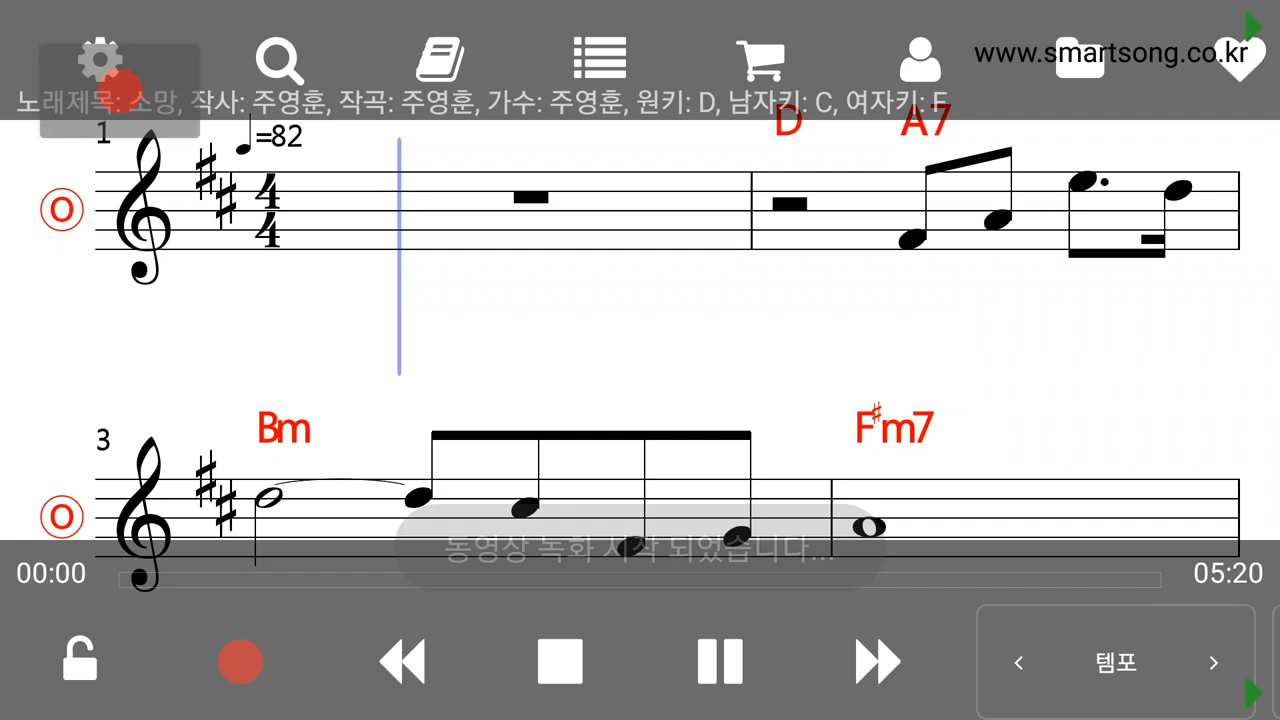 www.smartsong.co.kr
노래제목: 소망, 작사: 주영훈, 작곡: 주영훈, 가수: 주영훈, 원키: D, 남자키: C, 여자키: F
1
=82
D A7
4
4
O
3
Bm F♯m7
O
동영상 녹화 시작 되었습니다...
00:00 05:20
< 템포 >